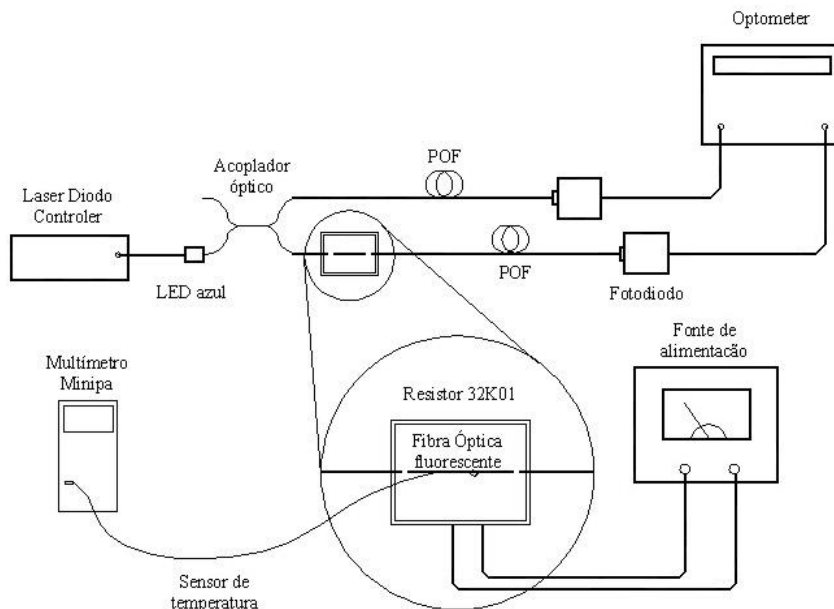 Optometer
POF
Acoplador
óptico
Laser Diodo
Controler
LED azul
POF
Fotodiodo
Fonte de
alimentacão
Multímetro
Minipa
Resistor 32K01
Fibra Óptica
fluorescente
Sensor de
temperatura